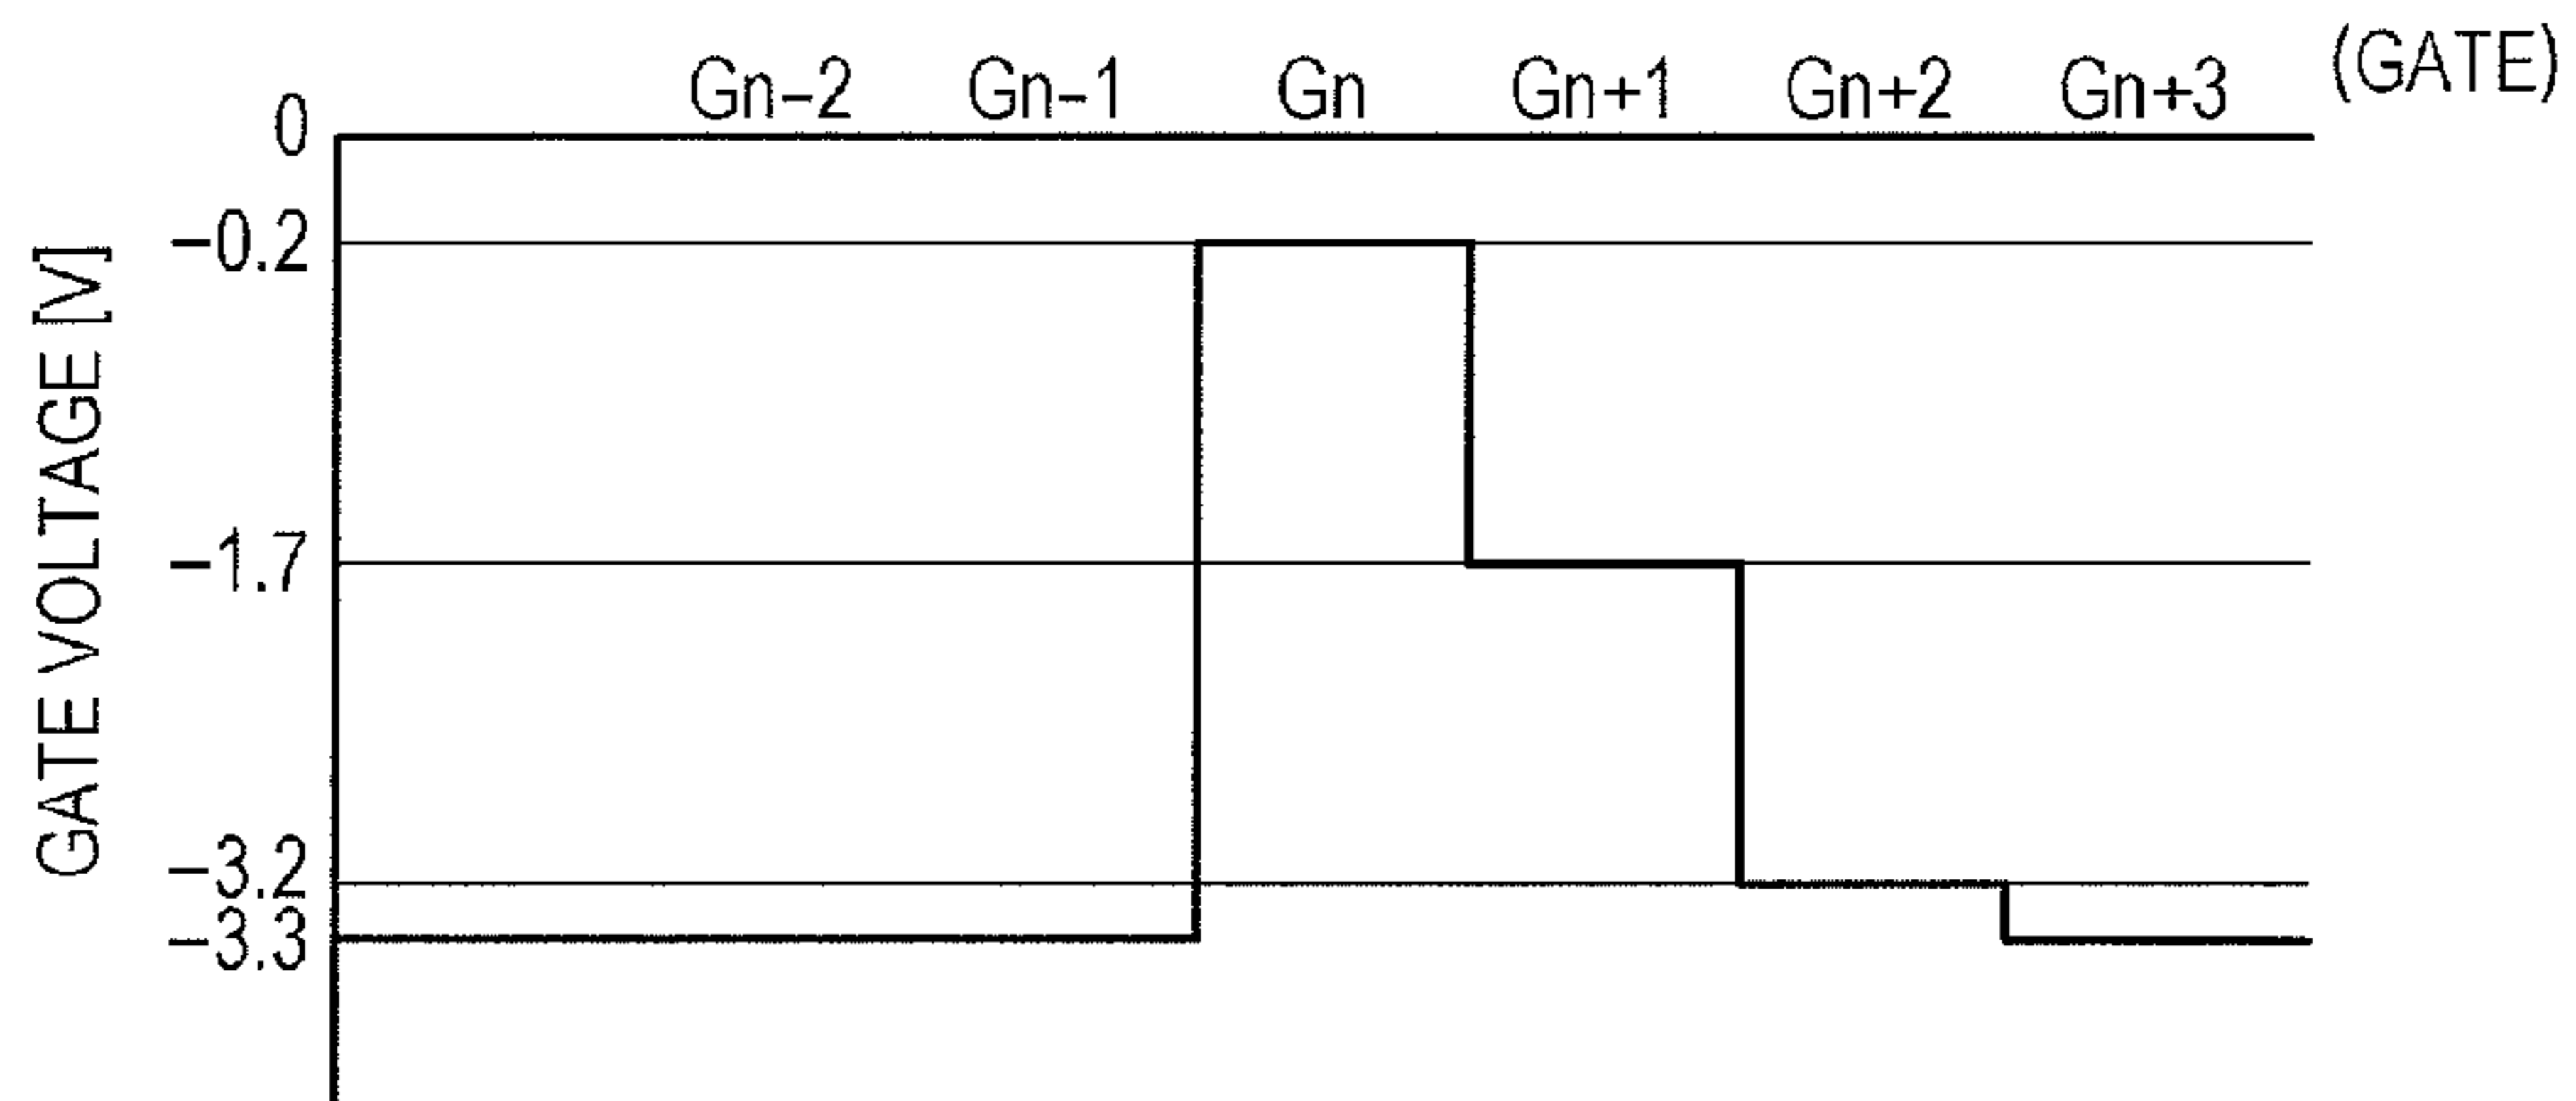 (GATE)
Gn-2 Gn-1 Gn Gn+1 Gn+2 Gn+3
0
-0.2
-1.7
-3.2
-3.3
GATE VOLTAGE [V]